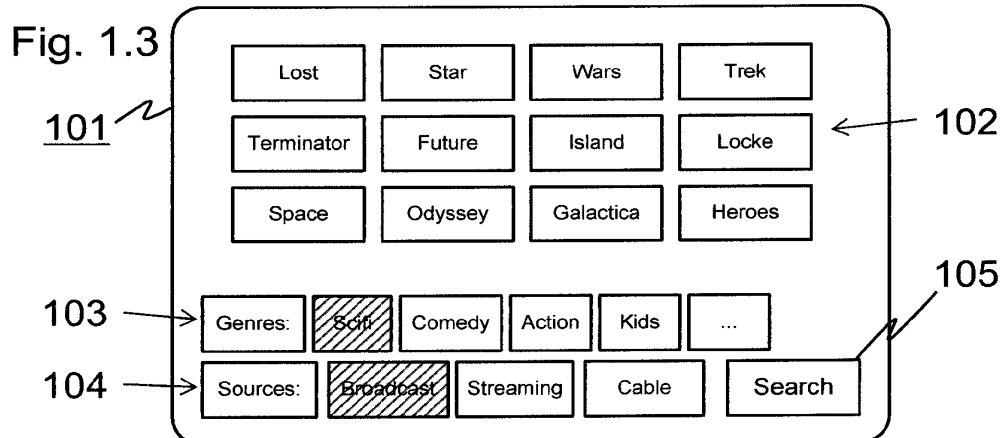 Fig. 1.3
Lost Star Wars Trek
101
Terminator Future Island Locke 102
Space Odyssey Galactica Heroes
105
103 Genres: Scifi Comedy Action Kids ...
104 Sources: Broadcast Streaming Cable Search